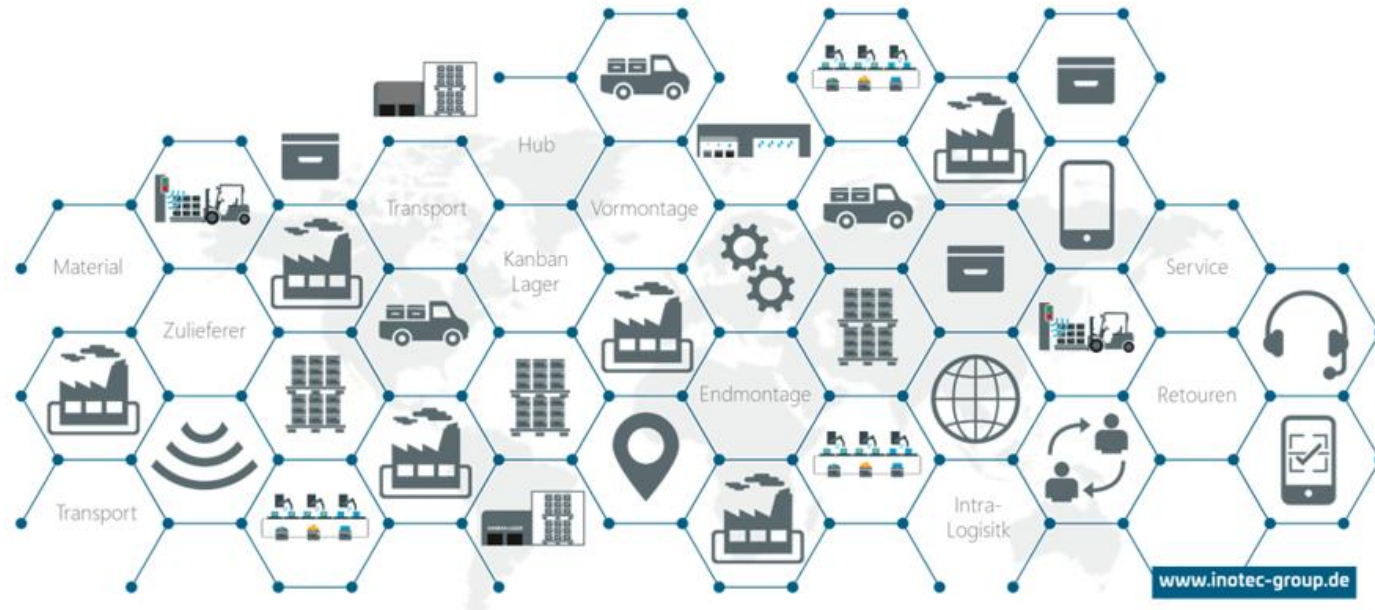 Hub
Transport
Vormontage
Material
Kanban
Lager
Service
Zulieferer
Endmontage
Retouren
Transport
Intra-
Logisitk
www.inotec-group.de